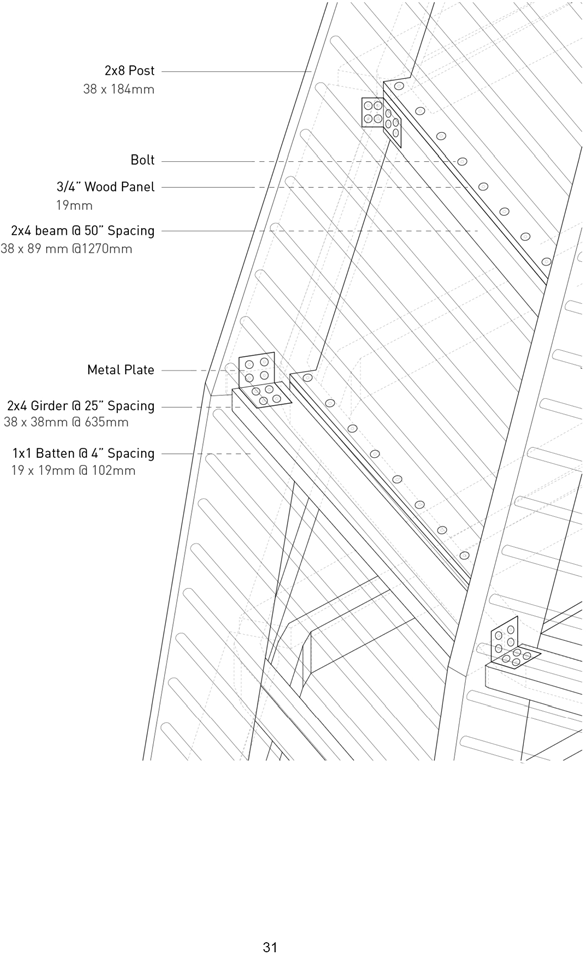 2x8 Post
38 x 184mm
Bolt
3/4” Wood Panel
19mm
2x4 beam @ 50” Spacing
38 x 89 mm @1270mm
Metal Plate
2x4 Girder @ 25” Spacing
38 x 38mm @ 635mm
1x1 Batten @ 4” Spacing
19 x 19mm @ 102mm
31